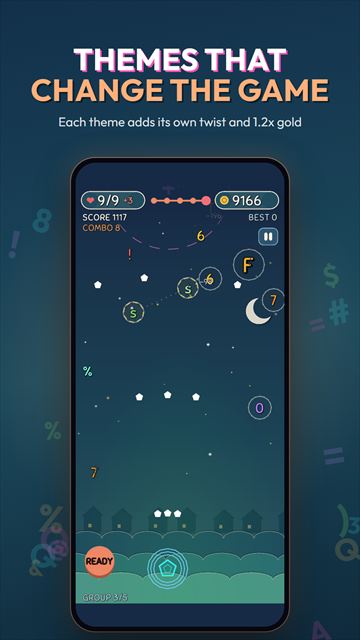 THEMES THAT
CHANGE THE GAME
Each theme adds its own twist and 1.2x gold
9/9 +3
9166
SCORE 1117
BEST 0
COMBO 8
6
!
F
6
S
7
S
%
0
7
READY
GROUP 3/5
8
!
$
#
=
%
=
%
Q
Q